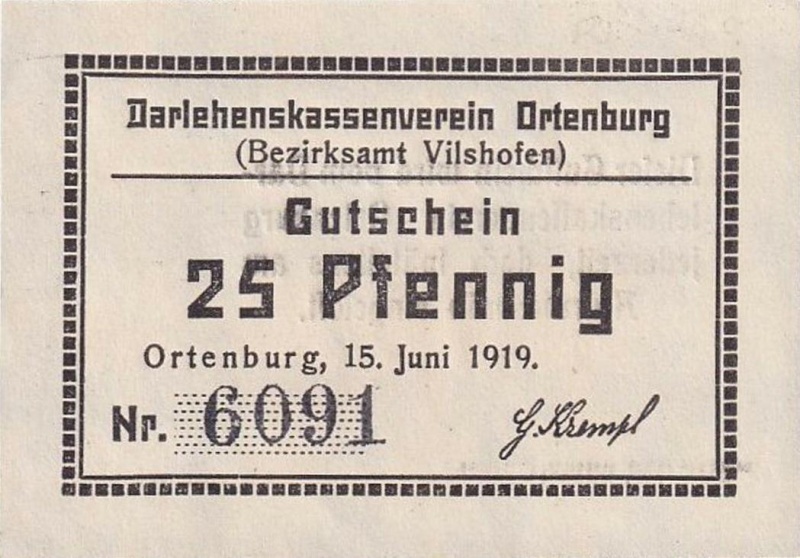 Darlehenskassenverein Ortenburg
(Bezirksamt Vilshofen)
Gutschein
25 Pfennig
Ortenburg, 15. Juni 1919.
Nr. 6091
G. Krempl